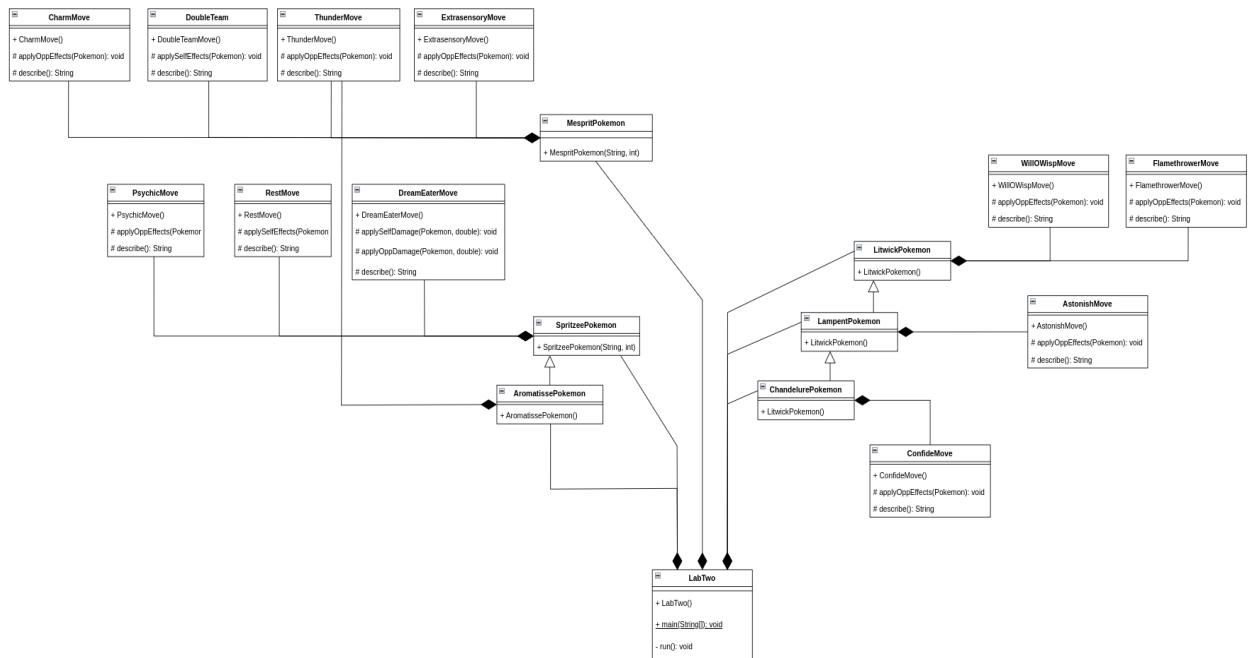 CharmMove
+ CharmMove()
# applyOppEffects(Pokemon): void
# describe(): String
DoubleTeam
+ DoubleTeamMove()
# applySelfEffects(Pokemon): void
# describe(): String
ThunderMove
+ ThunderMove()
# applyOppEffects(Pokemon): void
# describe(): String
ExtrasensoryMove
+ ExtrasensoryMove()
# applyOppEffects(Pokemon): void
# describe(): String
MespritPokemon
+ MespritPokemon(String, int)
WillOWispMove
+ WillOWispMove()
# applyOppEffects(Pokemon): void
# describe(): String
FlamethrowerMove
+ FlamethrowerMove()
# applyOppEffects(Pokemon): void
# describe(): String
PsychicMove
+ PsychicMove()
# applyOppEffects(Pokemor
# describe(): String
RestMove
+ RestMove()
# applySelfEffects(Pokemon
# describe(): String
DreamEaterMove
+ DreamEaterMove()
# applySelfDamage(Pokemon, double): void
# applyOppDamage(Pokemon, double): void
# describe(): String
LitwickPokemon
+ LitwickPokemon()
AstonishMove
+ AstonishMove()
# applyOppEffects(Pokemon): void
# describe(): String
LampentPokemon
+ LitwickPokemon()
SpritzeePokemon
+ SpritzeePokemon(String, int)
ChandelurePokemon
+ LitwickPokemon()
AromatissePokemon
+ AromatissePokemon()
ConfideMove
+ ConfideMove()
# applyOppEffects(Pokemon): void
# describe(): String
LabTwo
+ LabTwo()
+ main(String[]): void
- run(): void